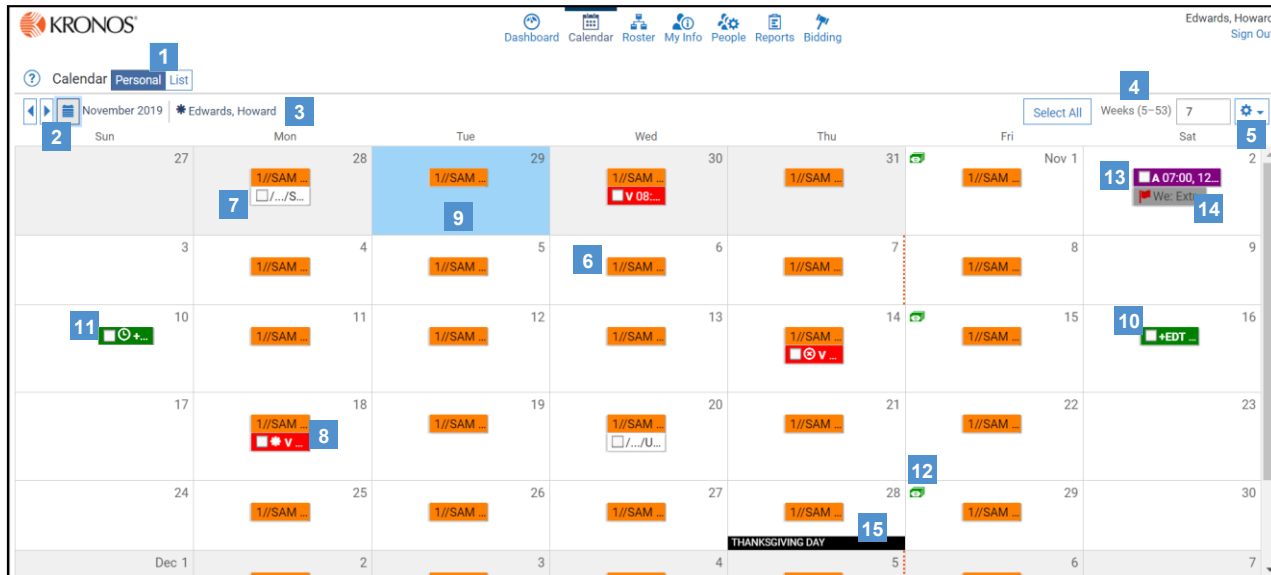 KRONOS®
Dashboard Calendar Roster My Info People Reports Bidding
Edwards, Howard
Sign Out
1
? Calendar Personal List
4
November 2019 Edwards, Howard 3 Select All Weeks (5–53) 7
2 5
Sun Mon Tue Wed Thu Fri Sat
27 28 29 30 31 Nov 1 2
1//SAM ... 1//SAM ... 1//SAM ... 1//SAM ... 1//SAM ... 13 A 07:00, 12...
7 /.../S... V 08:... We: Ext 14
9
3 4 5 6 7 8 9
1//SAM ... 1//SAM ... 6 1//SAM ... 1//SAM ... 1//SAM ...
10 11 12 13 14 15 16
11 +... 1//SAM ... 1//SAM ... 1//SAM ... 1//SAM ... 1//SAM ... 10 +EDT ...
V ...
17 18 19 20 21 22 23
1//SAM ... 1//SAM ... 1//SAM ... 1//SAM ... 1//SAM ...
V ... 8 /.../U...
12
24 25 26 27 28 29 30
1//SAM ... 1//SAM ... 1//SAM ... 1//SAM ... 1//SAM ...
15
THANKSGIVING DAY
Dec 1 2 3 4 5 6 7